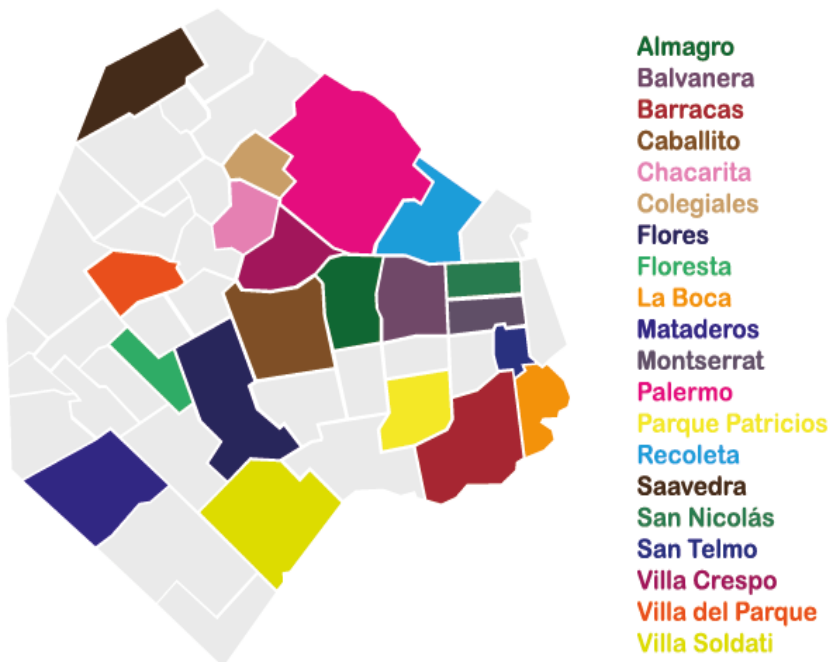 Almagro
Balvanera
Barracas
Caballito
Chacarita
Colegiales
Flores
Floresta
La Boca
Mataderos
Montserrat
Palermo
Parque Patricios
Recoleta
Saavedra
San Nicolás
San Telmo
Villa Crespo
Villa del Parque
Villa Soldati